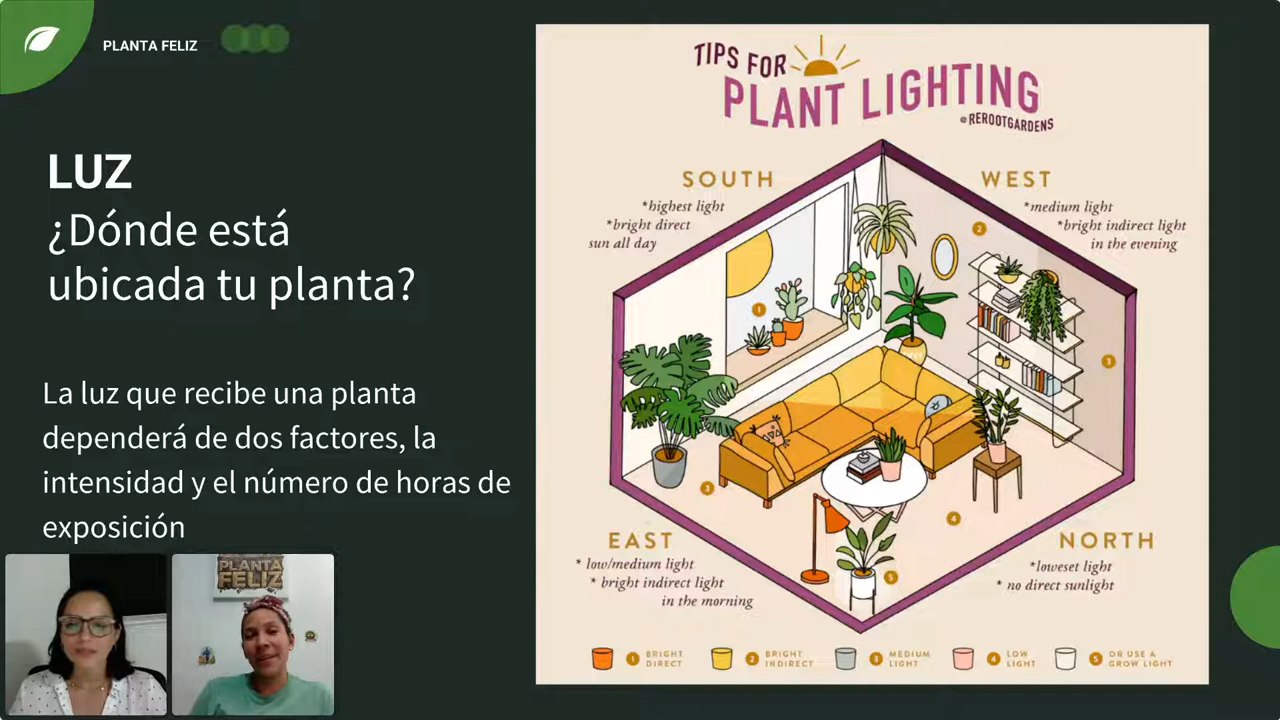 PLANTA FELIZ
LUZ
¿Dónde está
ubicada tu planta?
La luz que recibe una planta
dependerá de dos factores, la
intensidad y el número de horas de
exposición
PLANTA
FELIZ
TIPS FOR
PLANT LIGHTING
@REROOTGARDENS
SOUTH
*highest light
*bright direct
sun all day
WEST
*medium light
*bright indirect light
in the evening
1
2
3
3
4
5
EAST
* low/medium light
* bright indirect light
in the morning
NORTH
*loweset light
* no direct sunlight
1 BRIGHT
DIRECT
2 BRIGHT
INDIRECT
3 MEDIUM
LIGHT
4 LOW
LIGHT
5 OR USE A
GROW LIGHT